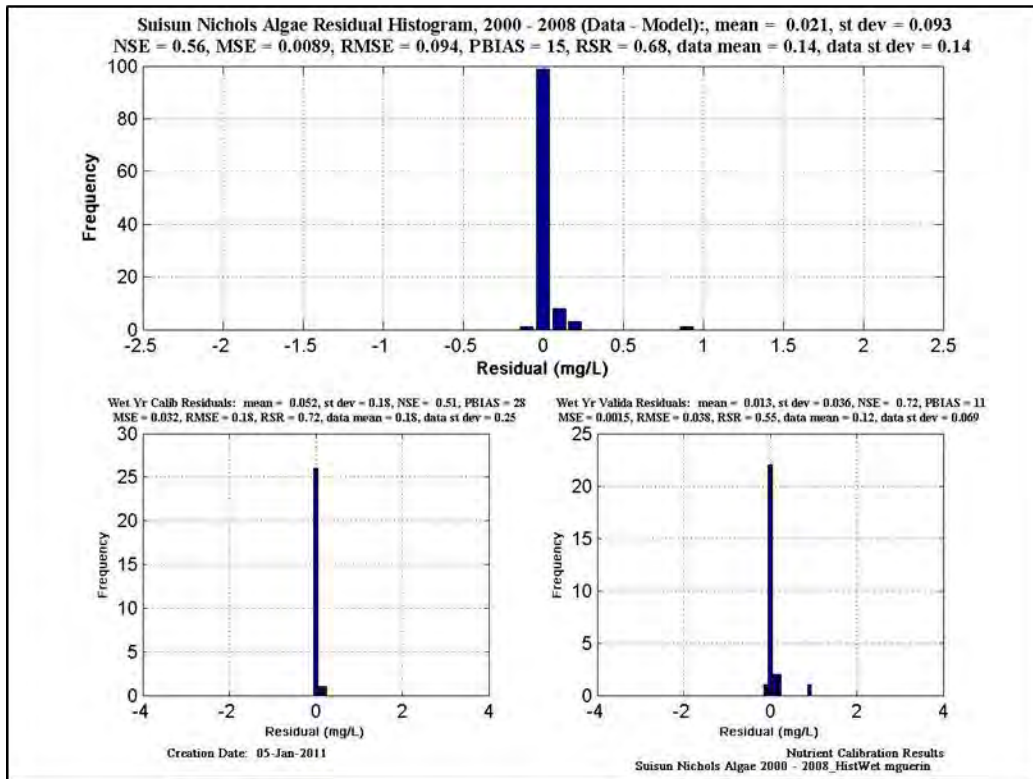 Suisun Nichols Algae Residual Histogram, 2000 - 2008 (Data - Model):, mean = 0.021, st dev = 0.093
NSE = 0.56, MSE = 0.0089, RMSE = 0.094, PBIAS = 15, RSR = 0.68, data mean = 0.14, data st dev = 0.14
100
80
60
40
20
0
Frequency
-2.5 -2 -1.5 -1 -0.5 0 0.5 1 1.5 2 2.5
Residual (mg/L)
Wet Yr Calib Residuals: mean = 0.052, st dev = 0.18, NSE = 0.51, PBIAS = 28
MSE = 0.032, RMSE = 0.18, RSR = 0.72, data mean = 0.18, data st dev = 0.25
30
25
20
15
10
5
0
Frequency
-4 -2 0 2 4
Residual (mg/L)
Wet Yr Valida Residuals: mean = 0.013, st dev = 0.036, NSE = 0.72, PBIAS = 11
MSE = 0.0015, RMSE = 0.038, RSR = 0.55, data mean = 0.12, data st dev = 0.069
25
20
15
10
5
0
Frequency
-4 -2 0 2 4
Residual (mg/L)
Creation Date: 05-Jan-2011
Nutrient Calibration Results
Suisun Nichols Algae 2000 - 2008_HistWet mguerin